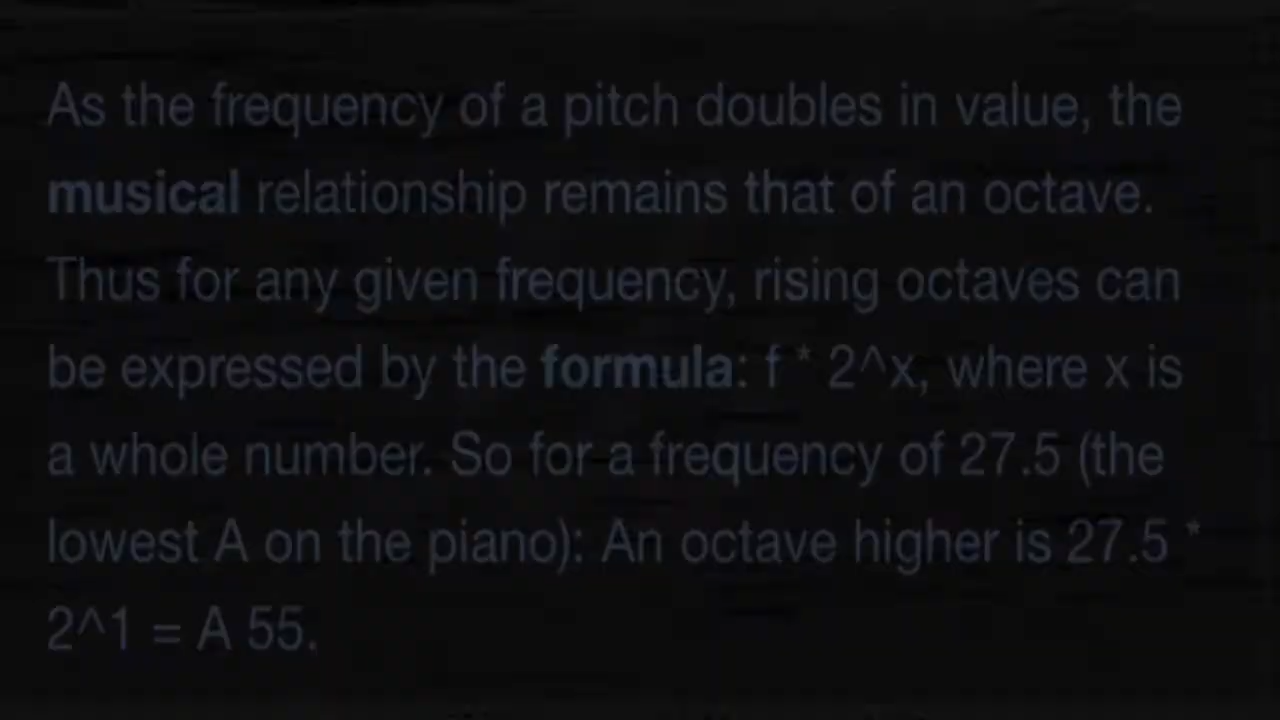 As the frequency of a pitch doubles in value, the
musical relationship remains that of an octave.
Thus for any given frequency, rising octaves can
be expressed by the formula: f * 2^x, where x is
a whole number. So for a frequency of 27.5 (the
lowest A on the piano): An octave higher is 27.5 *
2^1 = A 55.